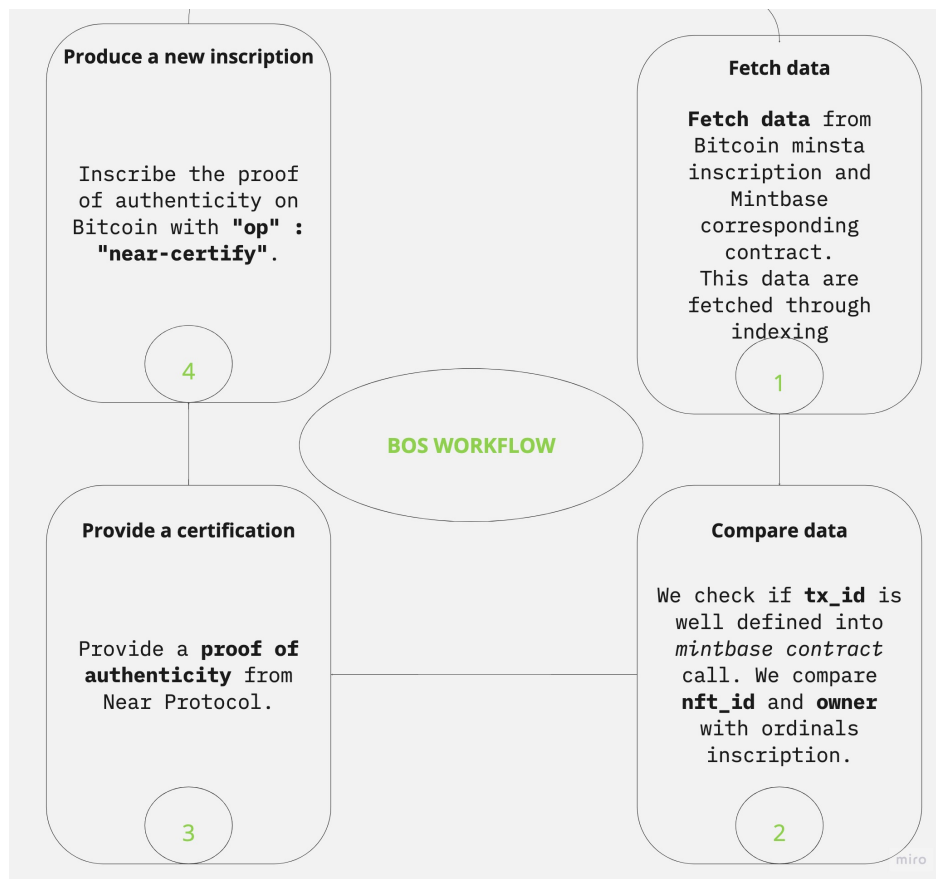 Produce a new inscription
Inscribe the proof
of authenticity on
Bitcoin with "op" :
"near-certify".
4
Fetch data
Fetch data from
Bitcoin minsta
inscription and
Mintbase
corresponding
contract.
This data are
fetched through
indexing
1
BOS WORKFLOW
Provide a certification
Provide a proof of
authenticity from
Near Protocol.
3
Compare data
We check if tx_id is
well defined into
mintbase contract
call. We compare
nft_id and owner
with ordinals
inscription.
2
miro